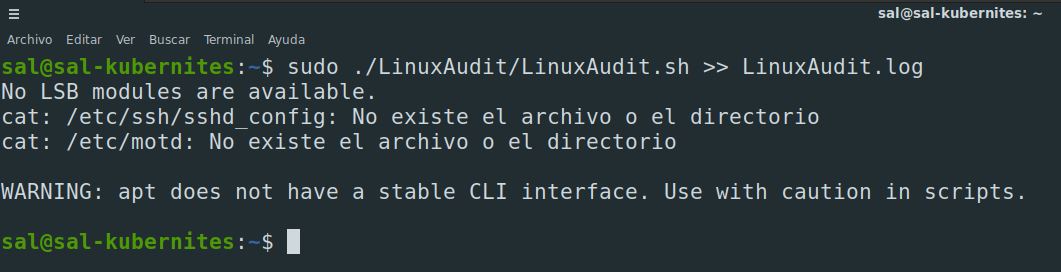 sal@sal-kubernites: ~
Archivo Editar Ver Buscar Terminal Ayuda
sal@sal-kubernites:~$ sudo ./LinuxAudit/LinuxAudit.sh >> LinuxAudit.log
No LSB modules are available.
cat: /etc/ssh/sshd_config: No existe el archivo o el directorio
cat: /etc/motd: No existe el archivo o el directorio
WARNING: apt does not have a stable CLI interface. Use with caution in scripts.
sal@sal-kubernites:~$